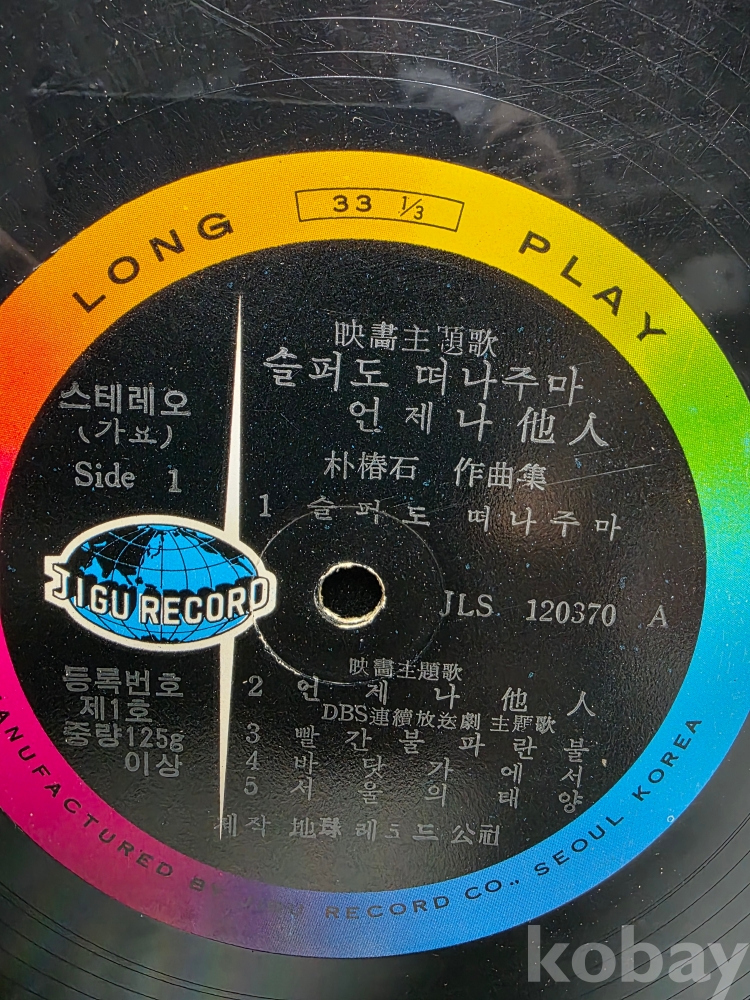 LONG 33 1/3 PLAY
映畵主題歌
슬퍼도 떠나주마
언제나 他人
스테레오
(가요)
Side 1
朴椿石 作曲集
1 슬퍼도 떠나주마
JIGU RECORD
JLS 120370 A
映畵主題歌
2 언제나 他人
DBS連續放送劇 主題歌
3 빨간불파란불
4 바닷가에서
5 서울의태양
등록번호
제1호
중량125g
이상
제작 地球레코드公社
MANUFACTURED BY JIGU RECORD CO., SEOUL KOREA
kobay